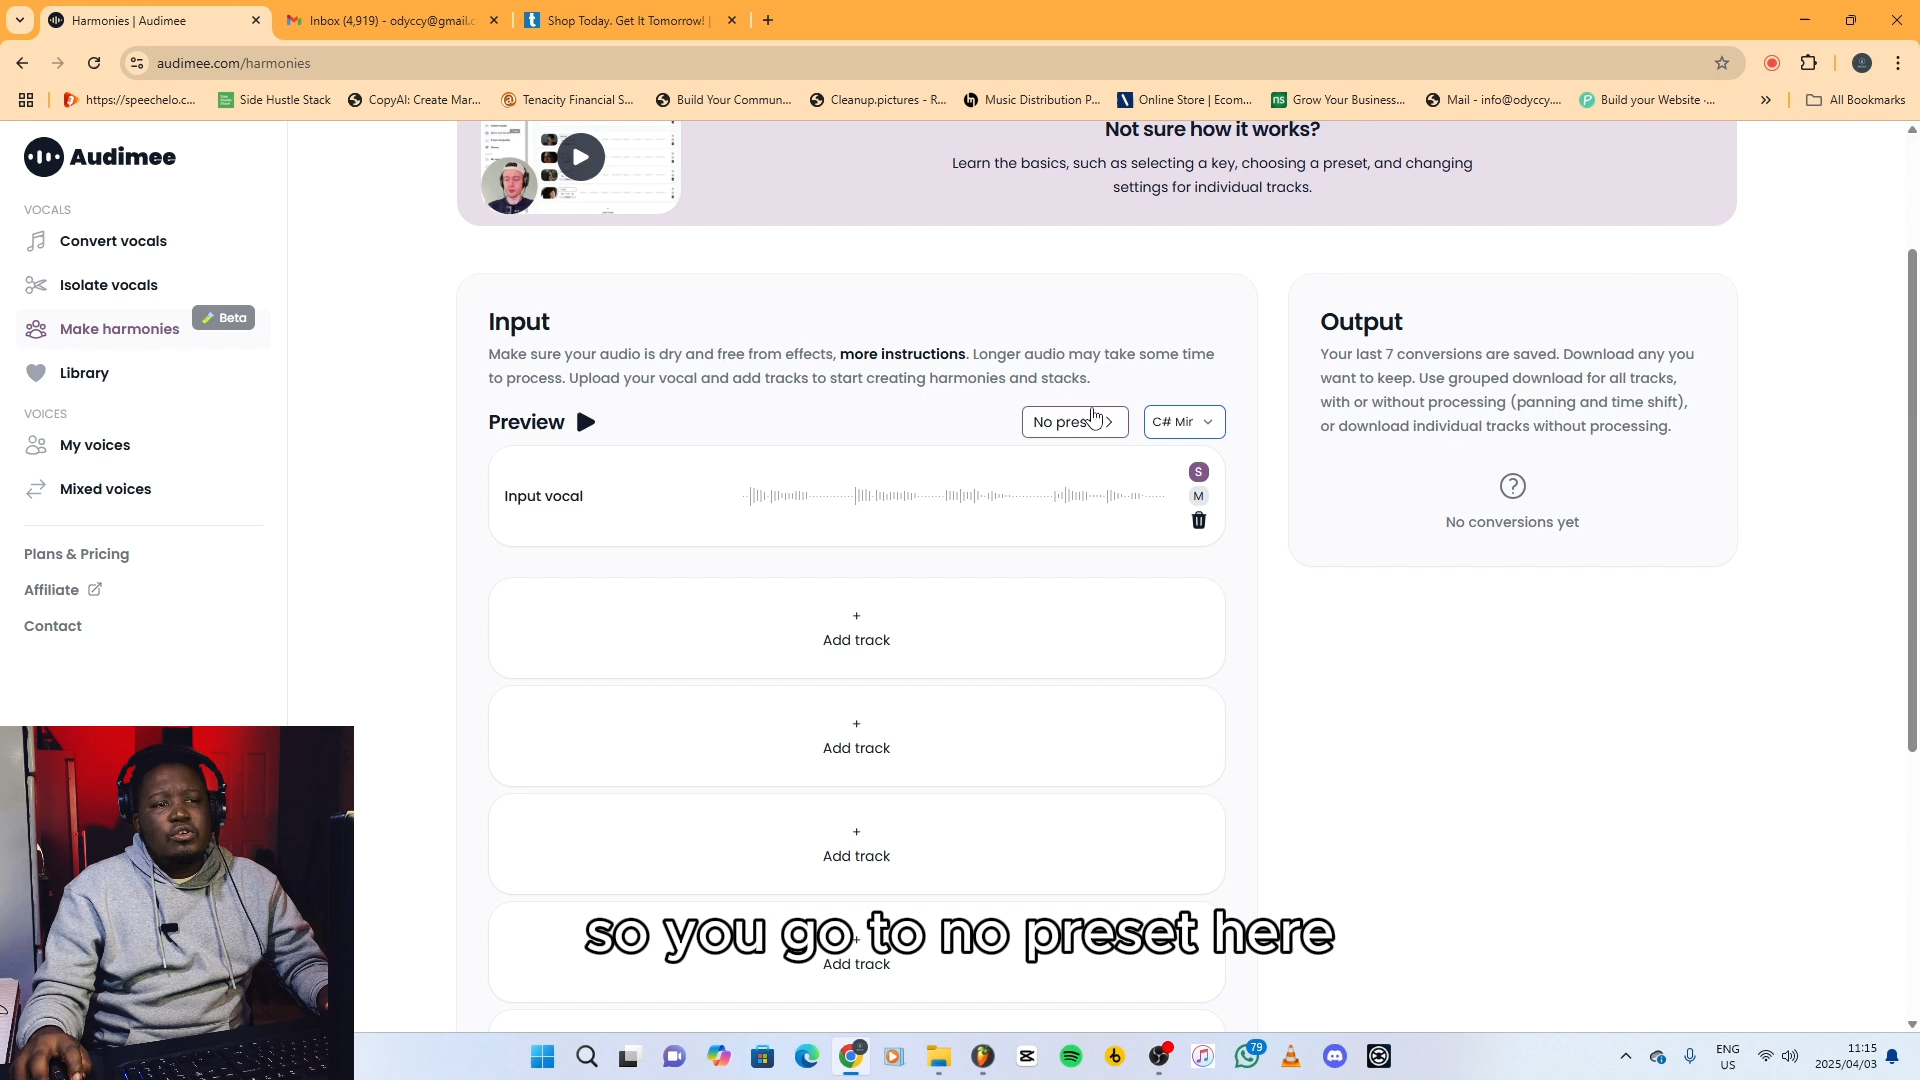 Harmonies | Audimee
Inbox (4,919) - odyccy@gmail.c
Shop Today. Get It Tomorrow! |
audimee.com/harmonies
https://speechelo.c...
Side Hustle Stack
CopyAI: Create Mar...
Tenacity Financial S...
Build Your Commun...
Cleanup.pictures - R...
Music Distribution P...
Online Store | Ecom...
Grow Your Business...
Mail - info@odyccy....
Build your Website -...
All Bookmarks
Audimee
VOCALS
Convert vocals
Isolate vocals
Make harmonies
Beta
Library
VOICES
My voices
Mixed voices
Plans & Pricing
Affiliate
Contact
Not sure how it works?
Learn the basics, such as selecting a key, choosing a preset, and changing
settings for individual tracks.
Input
Make sure your audio is dry and free from effects, more instructions. Longer audio may take some time
to process. Upload your vocal and add tracks to start creating harmonies and stacks.
Preview
No pres
C# Mir
Input vocal
S
M
+
Add track
+
Add track
+
Add track
+
Add track
Output
Your last 7 conversions are saved. Download any you
want to keep. Use grouped download for all tracks,
with or without processing (panning and time shift),
or download individual tracks without processing.
No conversions yet
so you go to no preset here
79
ENG
US
11:15
2025/04/03